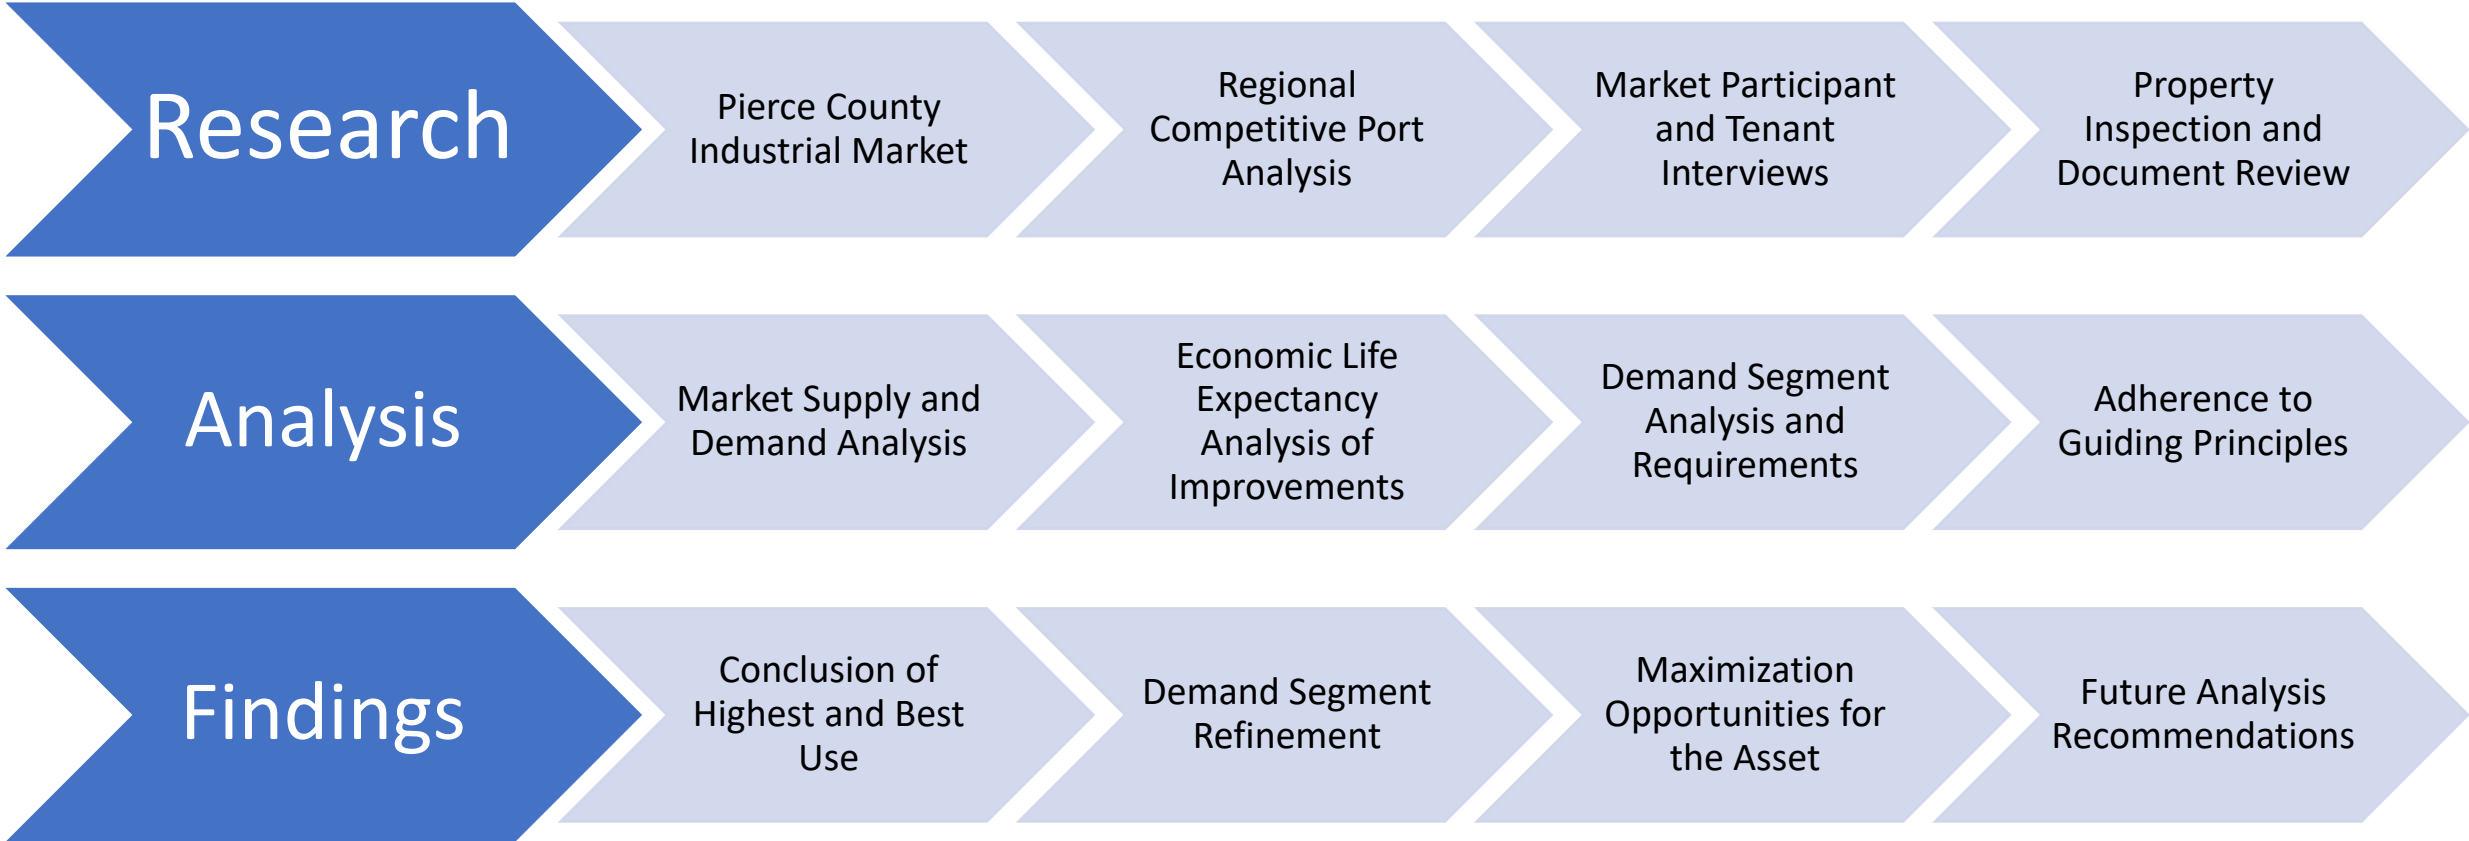 Research
Pierce County
Industrial Market
Regional
Competitive Port
Analysis
Market Participant
and Tenant
Interviews
Property
Inspection and
Document Review
Analysis
Market Supply and
Demand Analysis
Economic Life
Expectancy
Analysis of
Improvements
Demand Segment
Analysis and
Requirements
Adherence to
Guiding Principles
Findings
Conclusion of
Highest and Best
Use
Demand Segment
Refinement
Maximization
Opportunities for
the Asset
Future Analysis
Recommendations